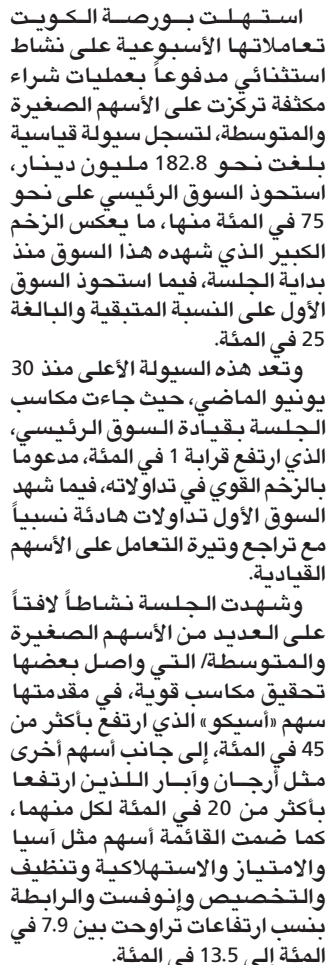 استهلت بورصة الكويت
تعاملاتها الأسبوعية على نشاط
استثنائي مدفوعاً بعمليات شراء
مكثفة تركزت على الأسهم الصغيرة
والمتوسطة، لتسجل سيولة قياسية
بلغت نحو 182.8 مليون دينار،
استحوذ السوق الرئيسي على نحو
75 في المئة منها، ما يعكس الزخم
الكبير الذي شهده هذا السوق منذ
بداية الجلسة، فيما استحوذ السوق
الأول على النسبة المتبقية والبالغة
25 في المئة.
وتعد هذه السيولة الأعلى منذ 30
يونيو الماضي، حيث جاءت مكاسب
الجلسة بقيادة السوق الرئيسي،
الذي ارتفع قرابة 1 في المئة، مدعوما
بالزخم القوي في تداولاته، فيما شهد
السوق الأول تداولات هادئة نسبياً
مع تراجع وتيرة التعامل على الأسهم
القيادية.
وشهدت الجلسة نشاطاً لافتاً
على العديد من الأسهم الصغيرة
والمتوسطة/ التي واصل بعضها
تحقيق مكاسب قوية، في مقدمتها
سهم «أسيكو» الذي ارتفع بأكثر من
45 في المئة، إلى جانب أسهم أخرى
مثل أرجان وآبار اللذين ارتفعا
بأكثر من 20 في المئة لكل منهما،
كما ضمت القائمة أسهم مثل آسيا
والامتياز والاستهلاكية وتنظيف
والتخصيص وإنوفست والرابطة
بنسب ارتفاعات تراوحت بين 7.9 في
المئة إلى 13.5 في المئة.